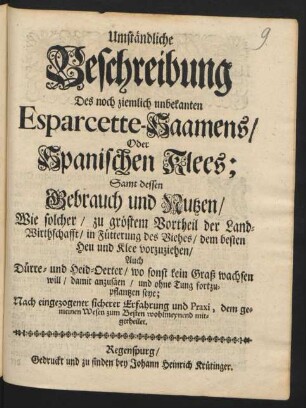 9
Umständliche
Beschreibung
Des noch ziemlich unbekanten
Esparcette-Saamens/
Oder
Spanischen Klees;
Samt dessen
Gebrauch und Nutzen/
Wie solcher/ zu gröstem Vortheil der Land-
Wirthschafft/ in Fütterung des Viehes/ dem besten
Heu und Klee vorzuziehen/
Auch
Dürre- und Heid-Oerter/ wo sonst kein Graß wachsen
will/ damit anzusäen/ und ohne Tung fortzu-
pflantzen seye;
Nach eingezogener sicherer Erfahrung und Praxi, dem ge-
meinen Wesen zum Besten wohlmeynend mit-
getheilet.
Regenspurg/
Gedruckt und zu finden bey Johann Heinrich Krütinger.